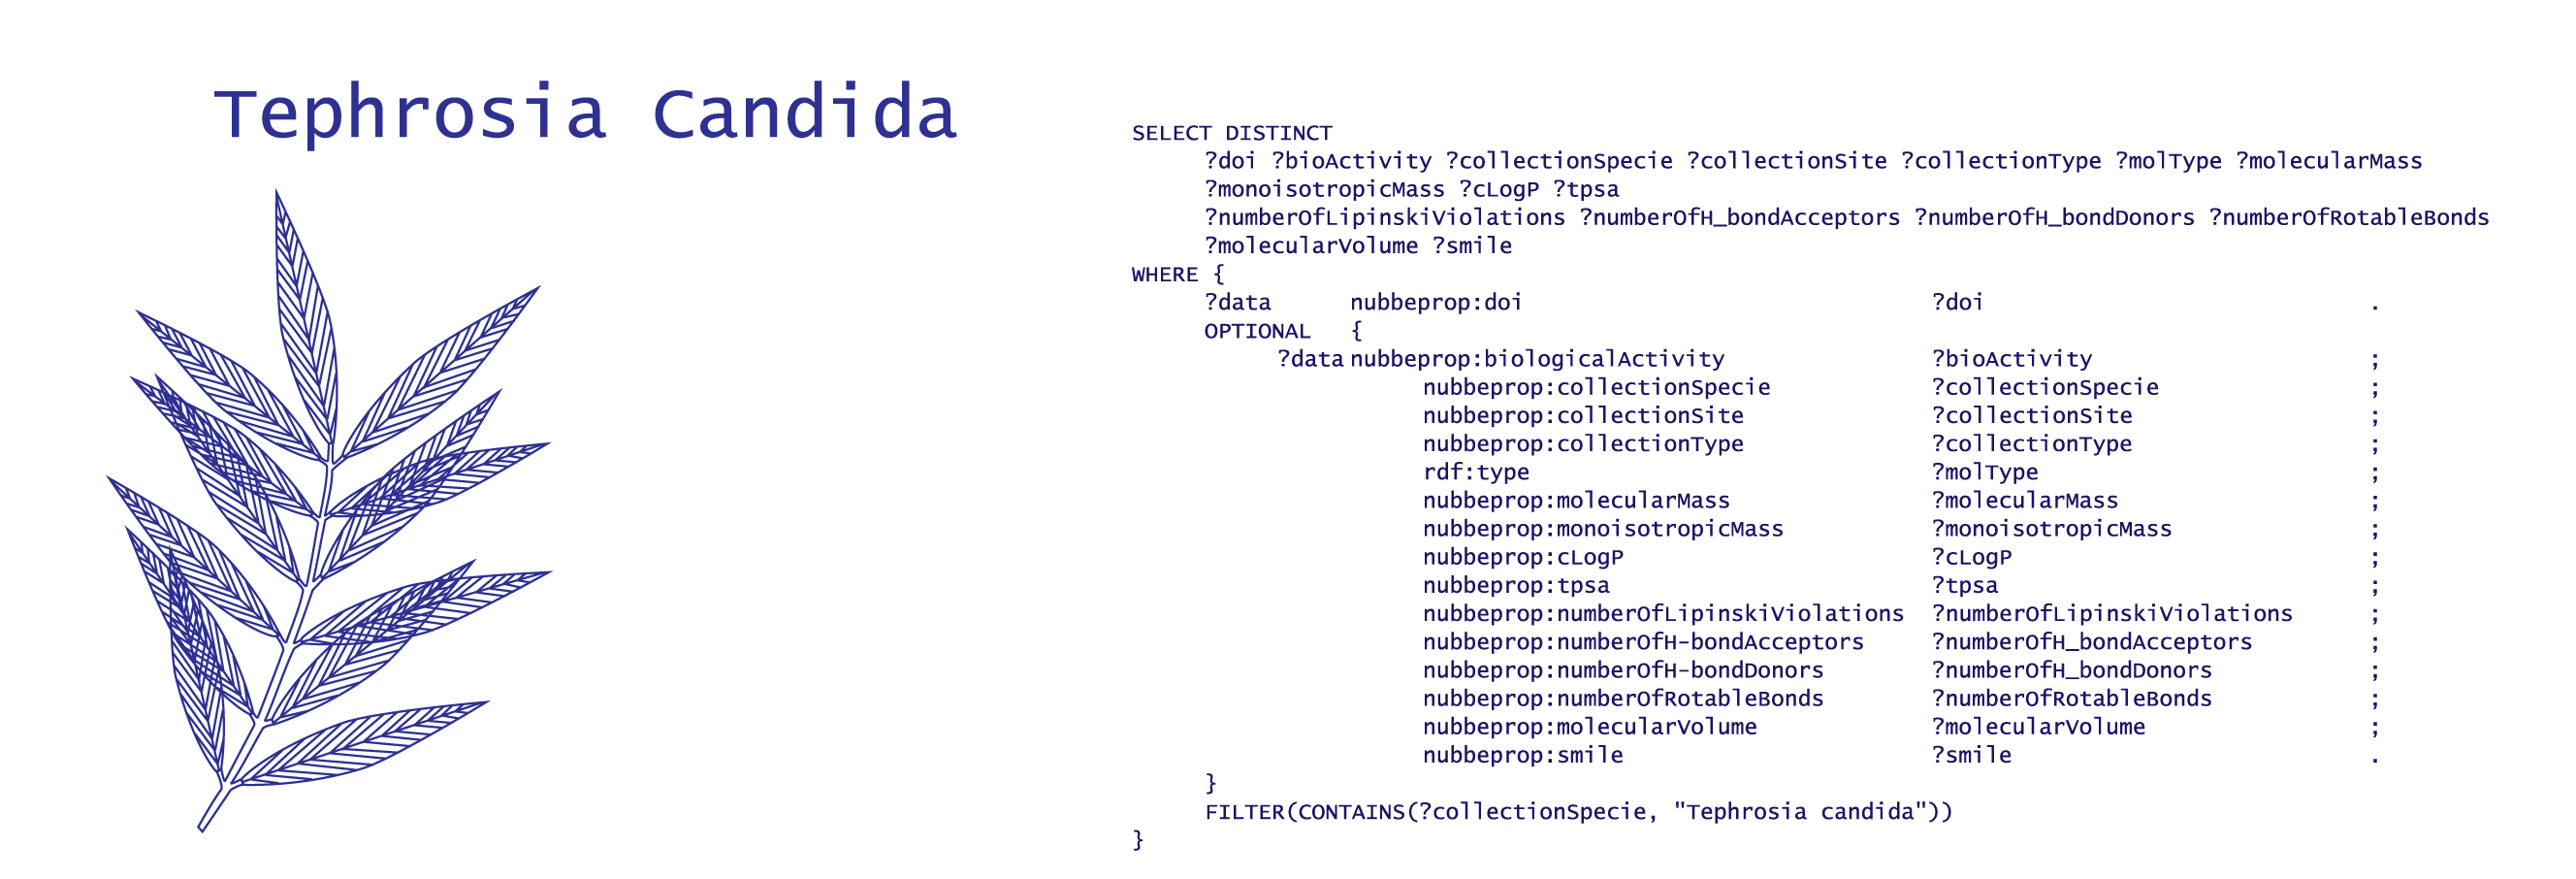 Tephrosia Candida
SELECT DISTINCT
?doi ?bioActivity ?collectionSpecie ?collectionSite ?collectionType ?molType ?molecularMass
?monoisotropicMass ?cLogP ?tpsa
?numberOfLipinskiViolations ?numberOfH_bondAcceptors ?numberOfH_bondDonors ?numberOfRotableBonds
?molecularVolume ?smile
WHERE {
?data nubbeprop:doi ?doi .
OPTIONAL {
?data nubbeprop:biologicalActivity ?bioActivity ;
nubbeprop:collectionSpecie ?collectionSpecie ;
nubbeprop:collectionSite ?collectionSite ;
nubbeprop:collectionType ?collectionType ;
rdf:type ?molType ;
nubbeprop:molecularMass ?molecularMass ;
nubbeprop:monoisotropicMass ?monoisotropicMass ;
nubbeprop:cLogP ?cLogP ;
nubbeprop:tpsa ?tpsa ;
nubbeprop:numberOfLipinskiViolations ?numberOfLipinskiViolations ;
nubbeprop:numberOfH-bondAcceptors ?numberOfH_bondAcceptors ;
nubbeprop:numberOfH-bondDonors ?numberOfH_bondDonors ;
nubbeprop:numberOfRotableBonds ?numberOfRotableBonds ;
nubbeprop:molecularVolume ?molecularVolume ;
nubbeprop:smile ?smile .
}
FILTER(CONTAINS(?collectionSpecie, "Tephrosia candida"))
}